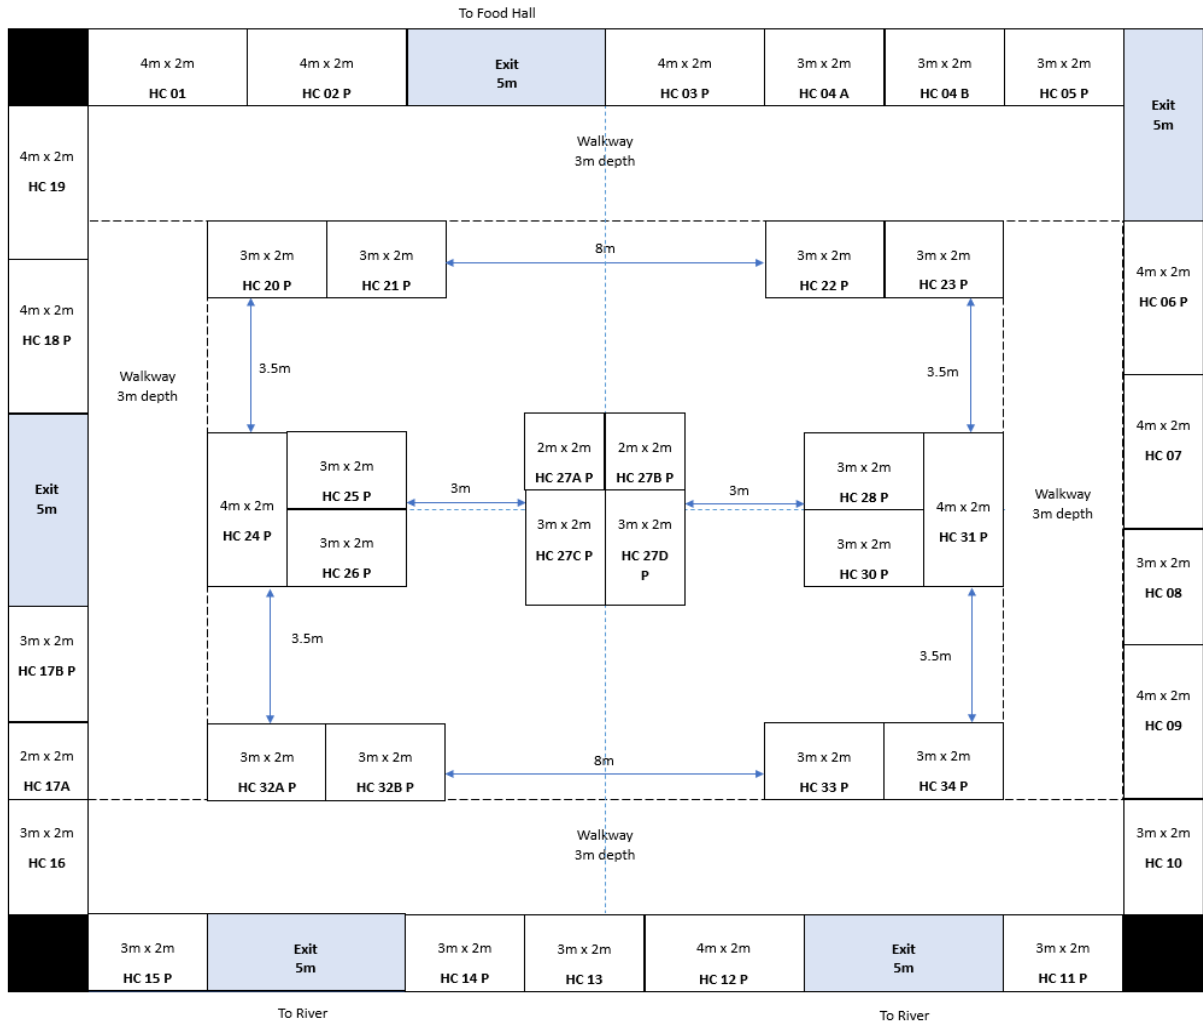 To Food Hall
4m x 2m
HC 01
4m x 2m
HC 02 P
Exit
5m
4m x 2m
HC 03 P
3m x 2m
HC 04 A
3m x 2m
HC 04 B
3m x 2m
HC 05 P
Exit
5m
Walkway
3m depth
4m x 2m
HC 19
3m x 2m
HC 20 P
3m x 2m
HC 21 P
8m
3m x 2m
HC 22 P
3m x 2m
HC 23 P
4m x 2m
HC 06 P
4m x 2m
HC 18 P
Walkway
3m depth
3.5m
3.5m
4m x 2m
HC 07
Exit
5m
4m x 2m
HC 24 P
3m x 2m
HC 25 P
3m
2m x 2m
HC 27A P
2m x 2m
HC 27B P
3m
3m x 2m
HC 28 P
4m x 2m
HC 31 P
Walkway
3m depth
3m x 2m
HC 26 P
3m x 2m
HC 27C P
3m x 2m
HC 27D
P
3m x 2m
HC 30 P
3m x 2m
HC 08
3m x 2m
HC 17B P
3.5m
3.5m
4m x 2m
HC 09
2m x 2m
HC 17A
3m x 2m
HC 32A P
3m x 2m
HC 32B P
8m
3m x 2m
HC 33 P
3m x 2m
HC 34 P
3m x 2m
HC 16
Walkway
3m depth
3m x 2m
HC 10
3m x 2m
HC 15 P
Exit
5m
3m x 2m
HC 14 P
3m x 2m
HC 13
4m x 2m
HC 12 P
Exit
5m
3m x 2m
HC 11 P
To River
To River